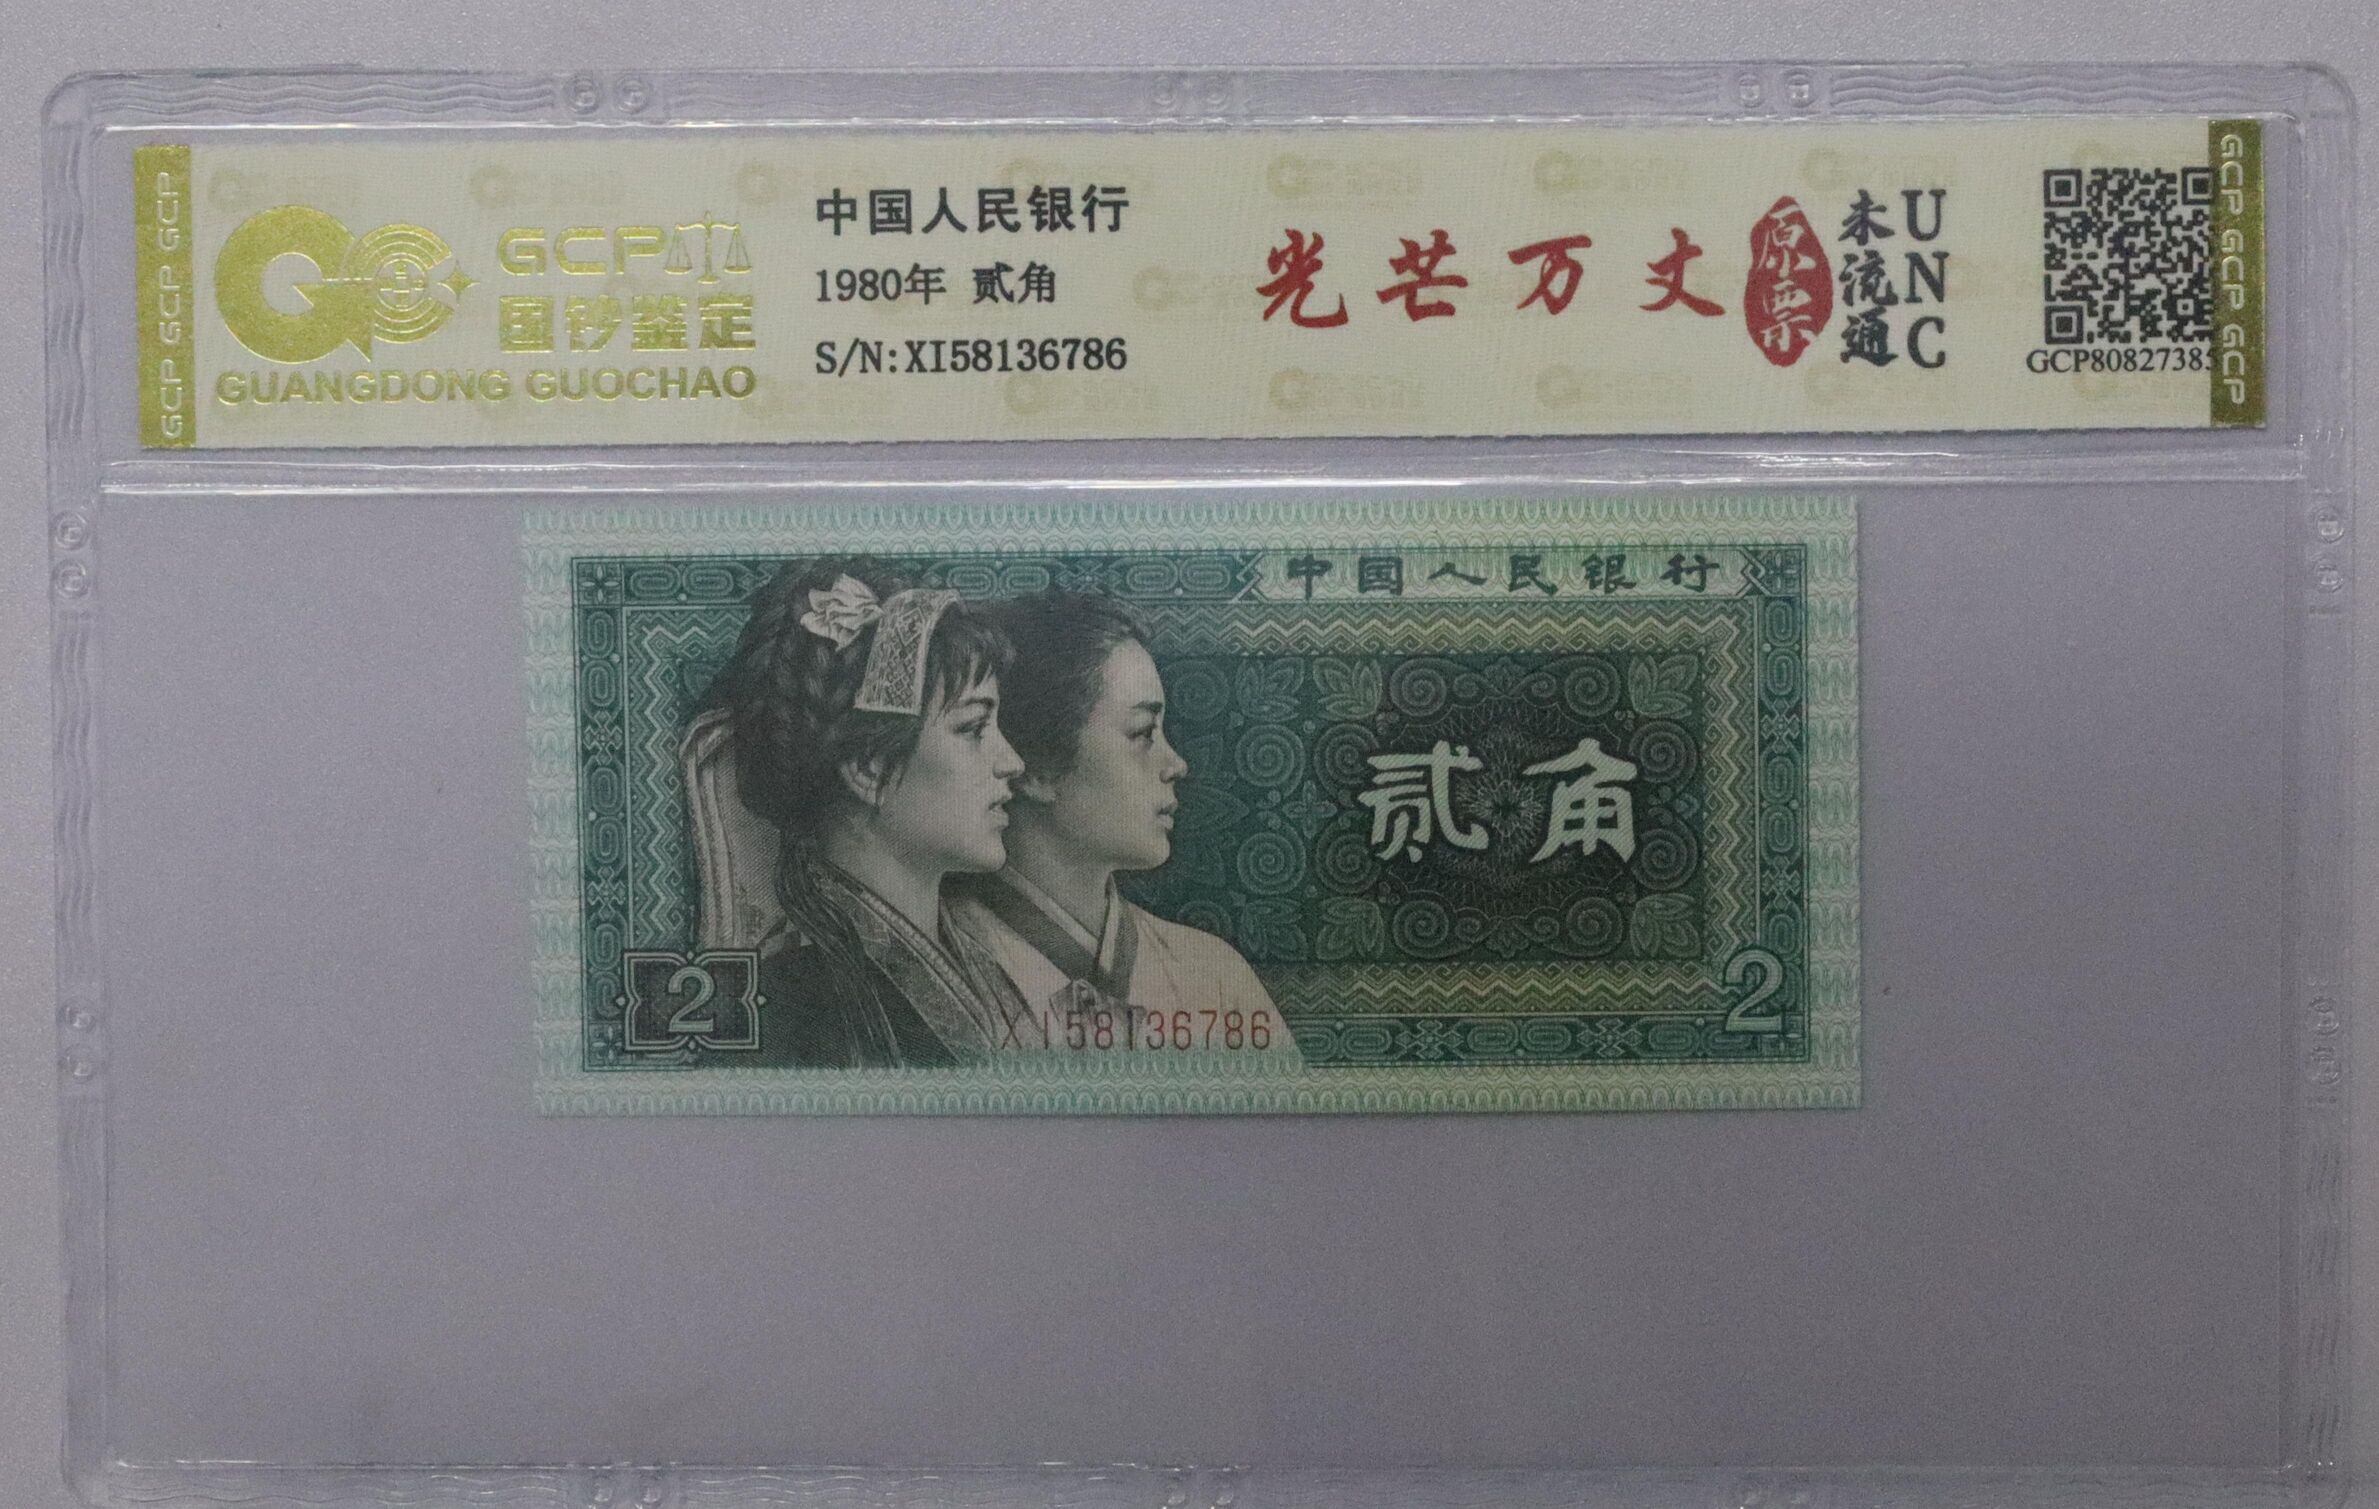 GCP GCP GCP
GCP
国钞鉴定
GUANGDONG GUOCHAO
中国人民银行
1980年 贰角
S/N:XI58136786
光芒万丈
原票
未流通
UNC
GCP80827385
GCP GCP GCP
中国人民银行
贰角
2
XI58136786
2